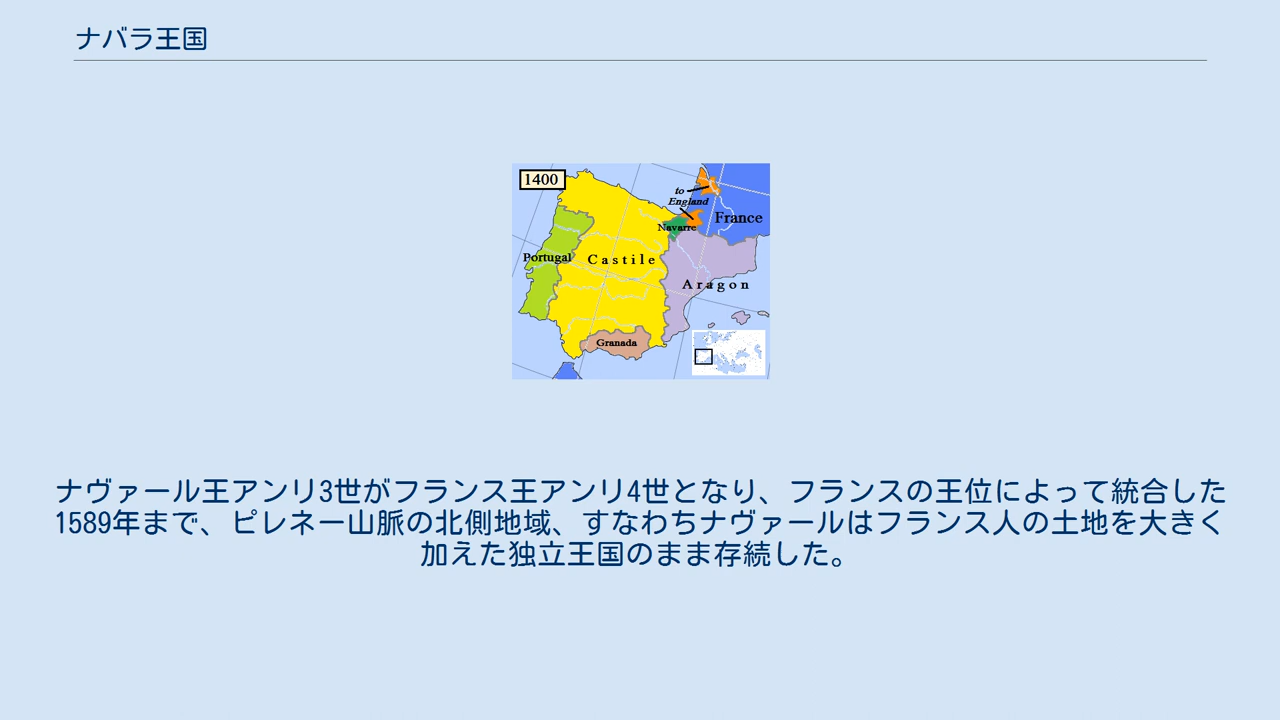 ナバラ王国
1400
to
England
France
Navarre
Portugal
Castile
Aragon
Granada
ナヴァール王アンリ3世がフランス王アンリ4世となり、フランスの王位によって統合した
1589年まで、ピレネー山脈の北側地域、すなわちナヴァールはフランス人の土地を大きく
加えた独立王国のまま存続した。